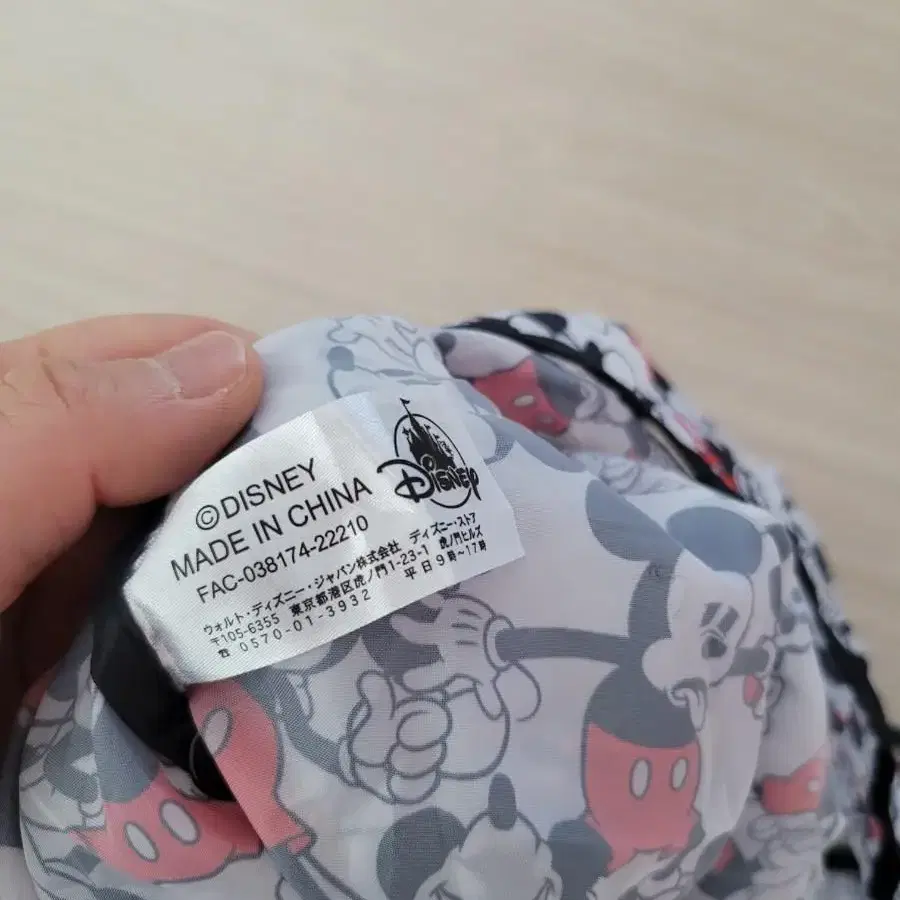 ©DISNEY
MADE IN CHINA
FAC-038174-22210
DISNEY
ウォルト・ディズニー・ジャパン株式会社 ディズニー・ストア
〒105-6355 東京都港区虎ノ門1-23-1 虎ノ門ヒルズ
☎ 0570-01-3932 平日9時～17時